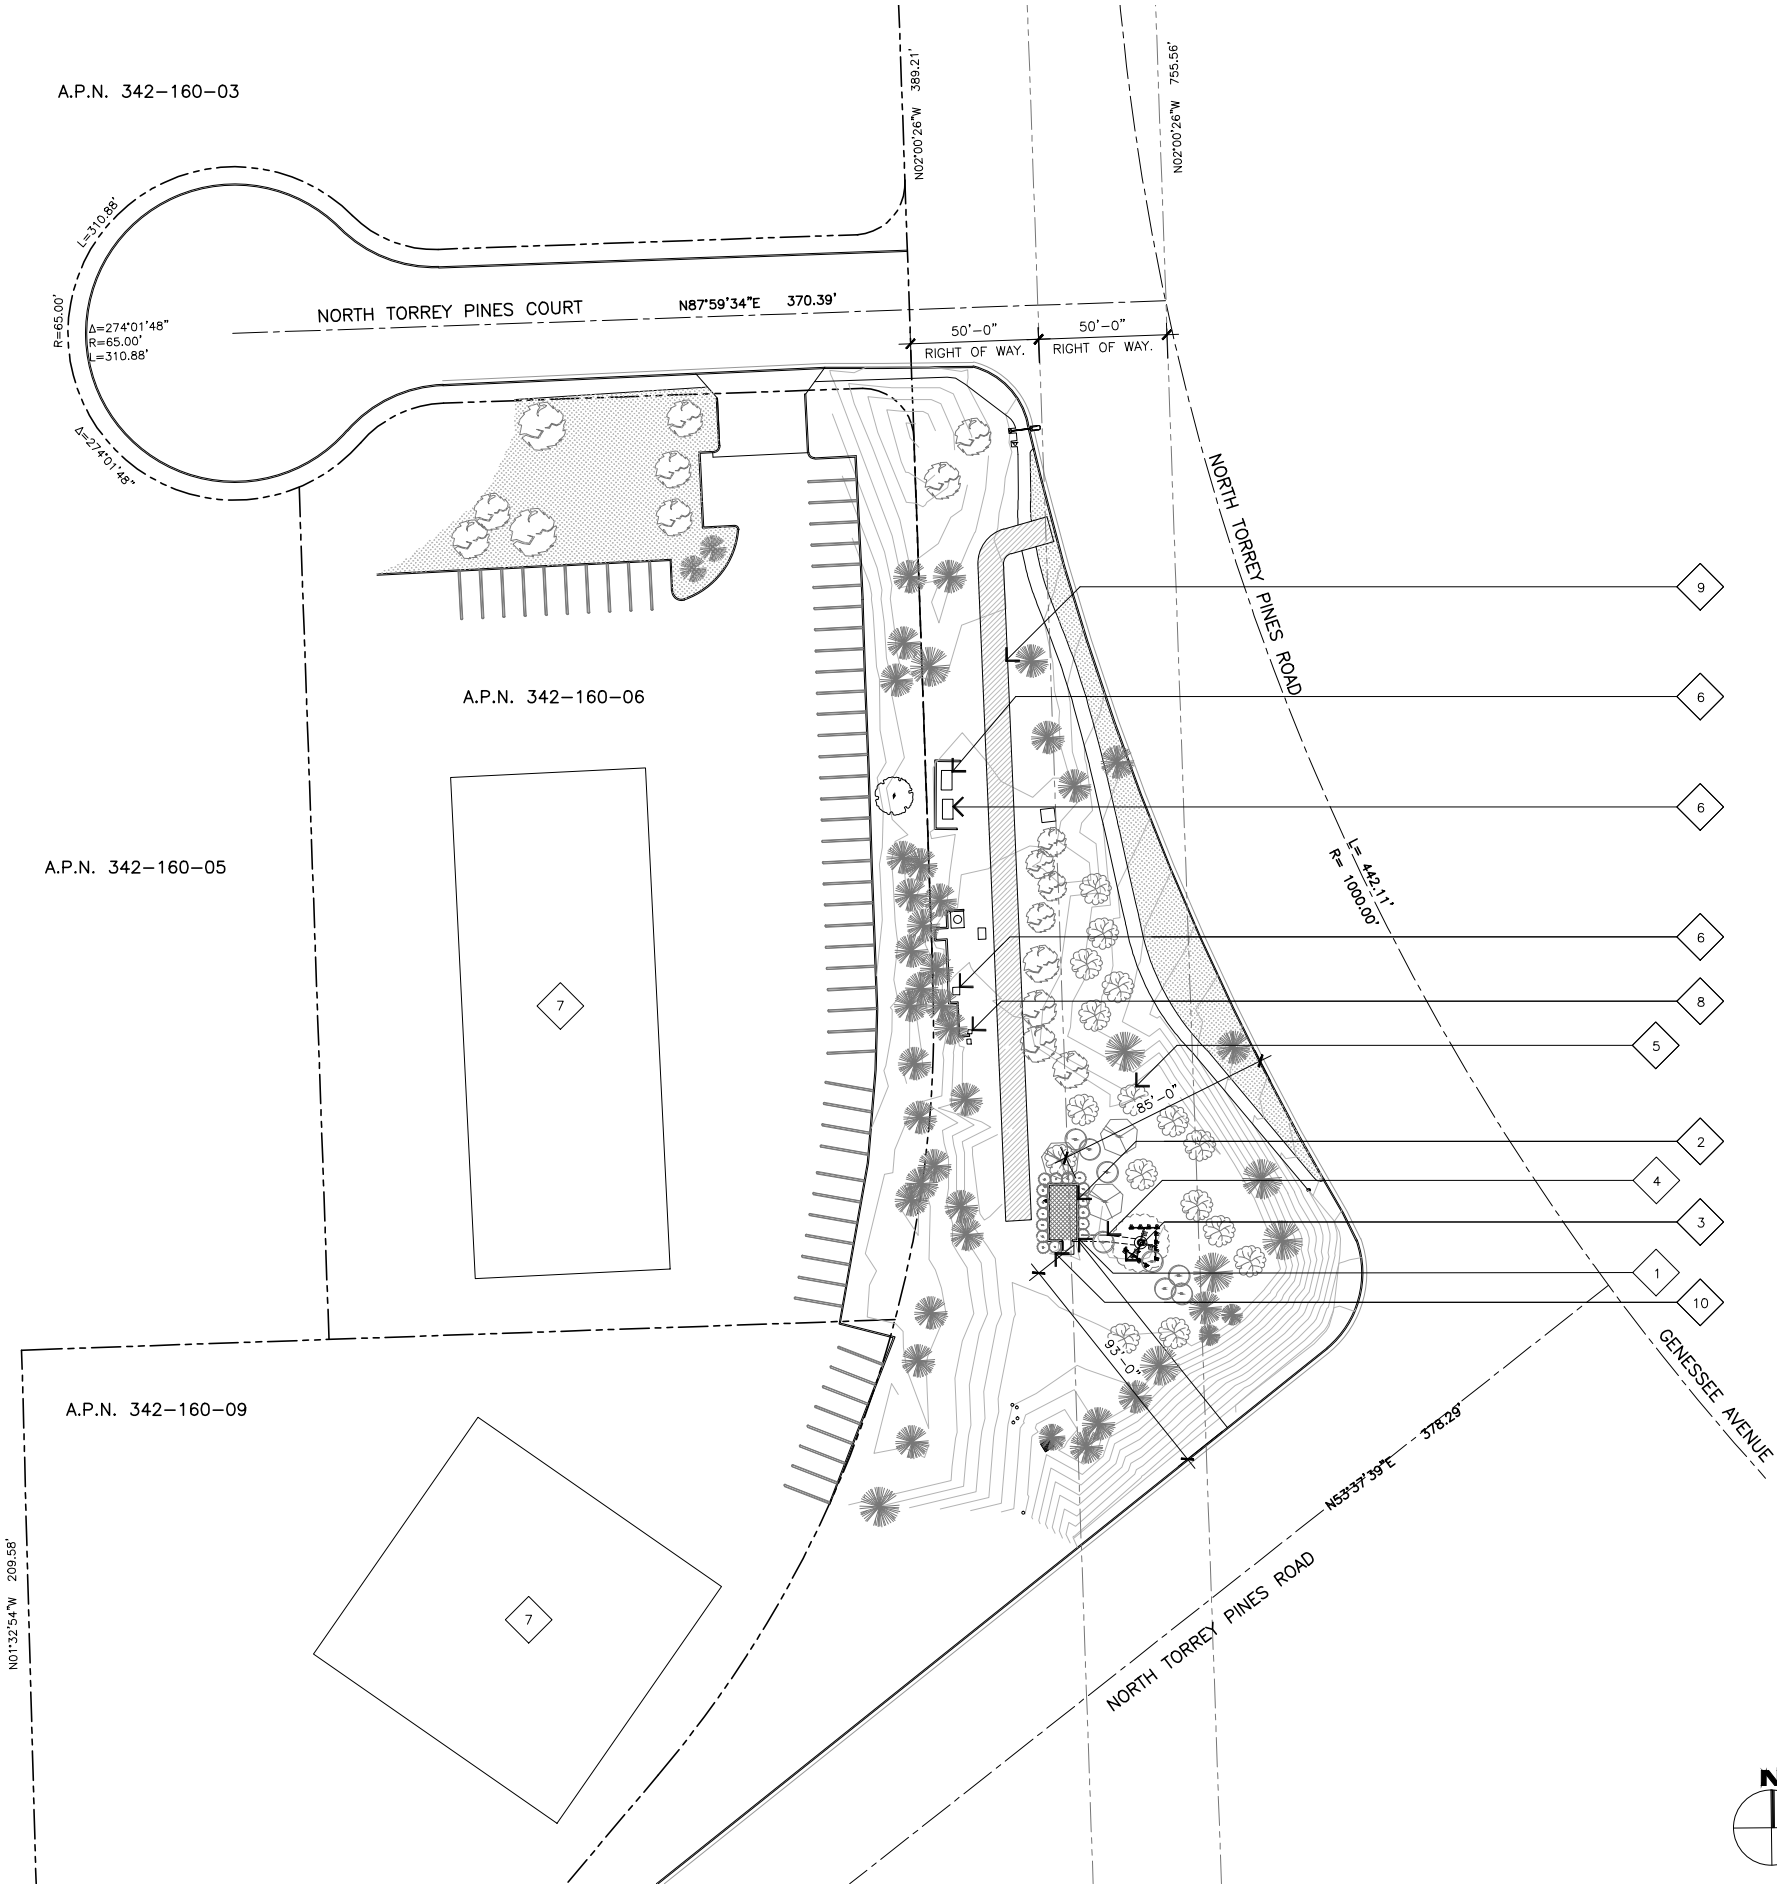 A.P.N. 342-160-03
N02°00'26"W 389.21'
N02°00'26"W 755.56'
L=310.88'
R=65.00'
Δ=274°01'48"
R=65.00'
L=310.88'
Δ=274°01'48"
NORTH TORREY PINES COURT
N87°59'34"E 370.39'
50'-0"
RIGHT OF WAY.
50'-0"
RIGHT OF WAY.
NORTH TORREY PINES ROAD
9
6
A.P.N. 342-160-06
6
A.P.N. 342-160-05
L= 442.11'
R= 1000.00'
6
8
7
5
85'-0"
2
4
3
1
10
93'-0"
GENESSEE AVENUE
A.P.N. 342-160-09
378.29'
N53°37'39"E
NORTH TORREY PINES ROAD
N01°32'54"W 209.58'
7
N